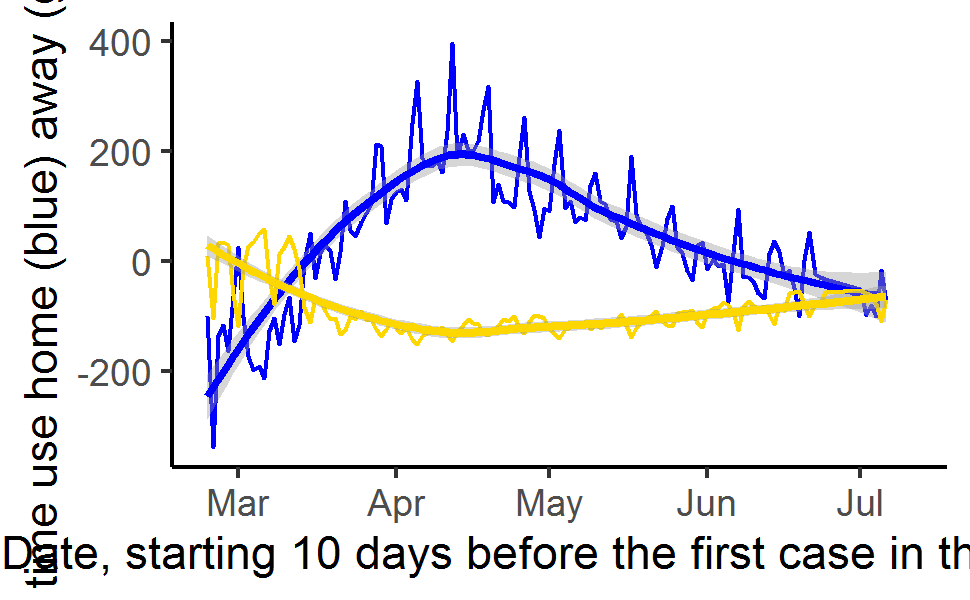 time use home (blue) away (
400
200
0
-200
Mar Apr May Jun Jul
Date, starting 10 days before the first case in th